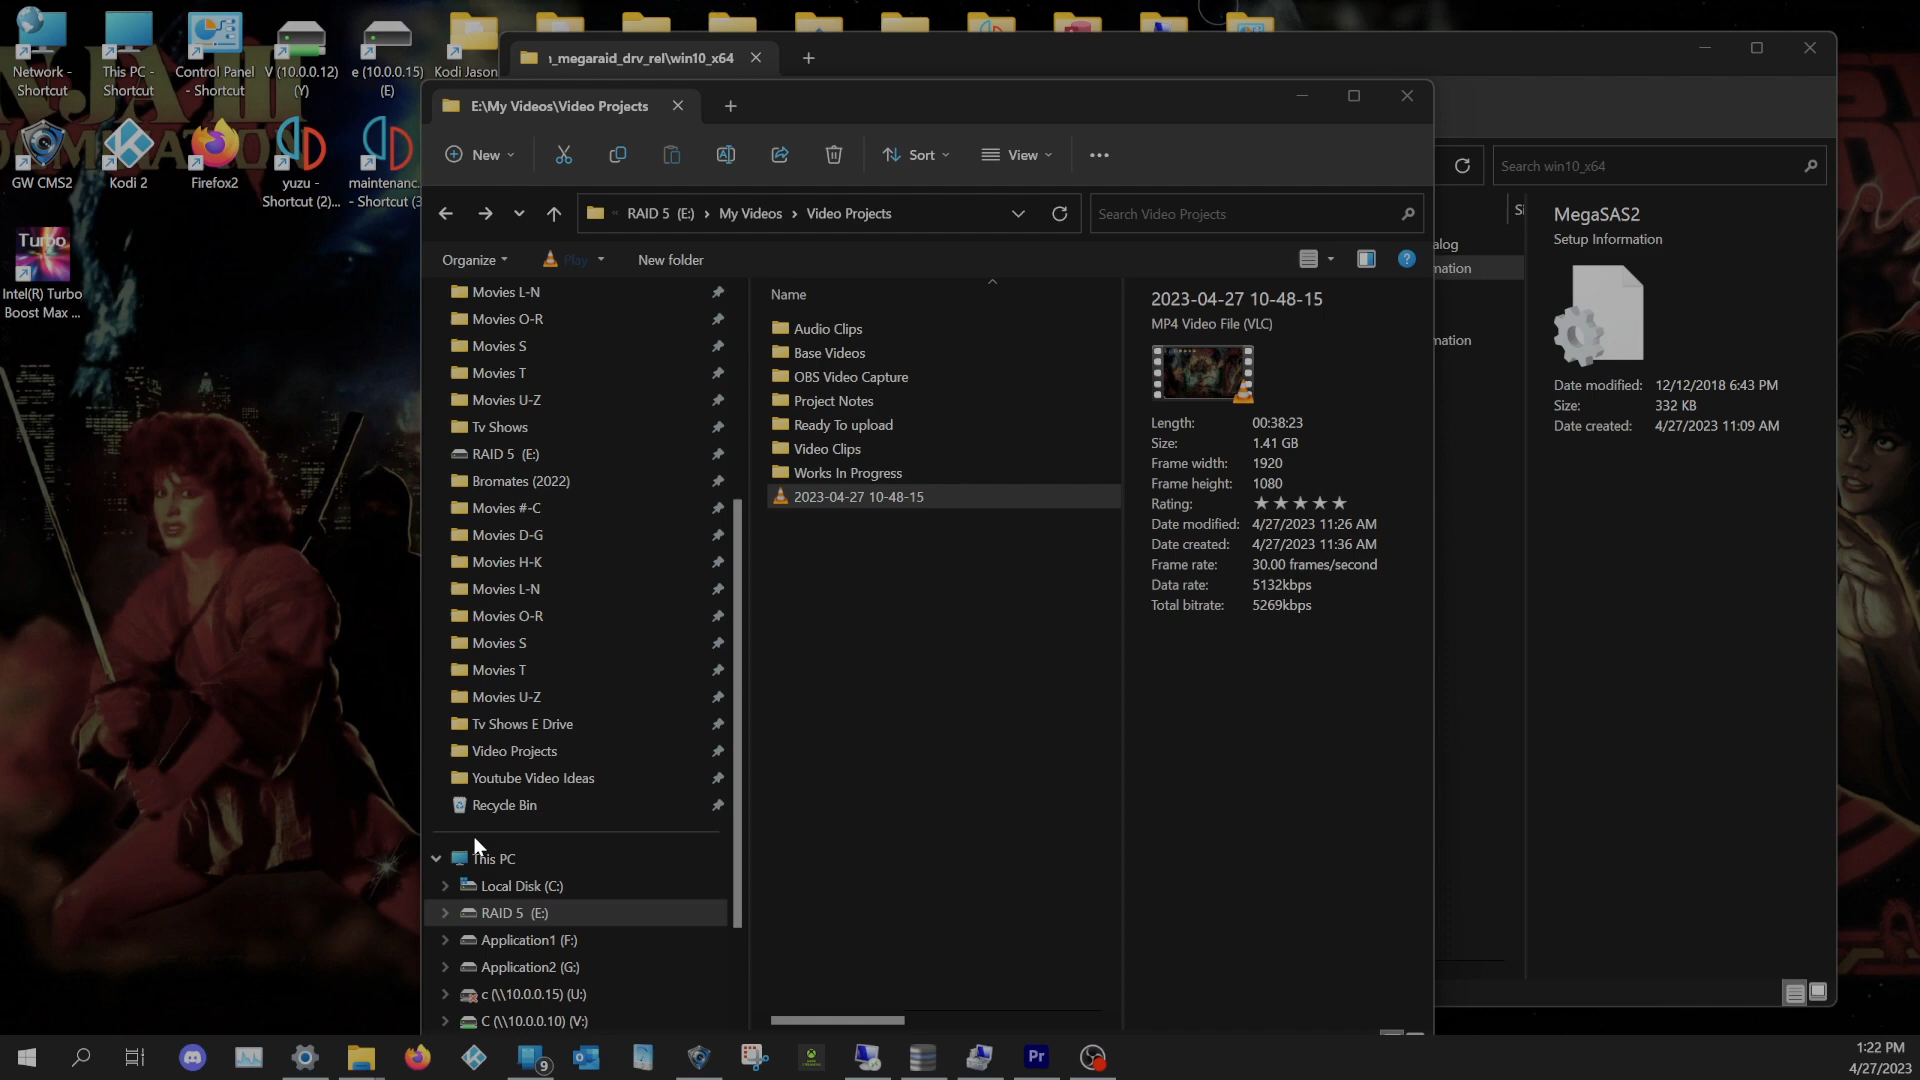 Network -
Shortcut
This PC -
Shortcut
Control Panel
- Shortcut
V (10.0.0.12)
(Y)
e (10.0.0.15)
(E)
Kodi Jason
GW CMS2
Kodi 2
Firefox2
yuzu -
Shortcut (2)...
maintenanc...
- Shortcut (3
Turbo
Intel(R) Turbo
Boost Max ...
_megaraid_drv_rel\win10_x64
E:\My Videos\Video Projects
New
Sort
View
Search win10_x64
RAID 5 (E:)
My Videos
Video Projects
Search Video Projects
Organize
Play
New folder
Movies L-N
Movies O-R
Movies S
Movies T
Movies U-Z
Tv Shows
RAID 5 (E:)
Bromates (2022)
Movies #-C
Movies D-G
Movies H-K
Movies L-N
Movies O-R
Movies S
Movies T
Movies U-Z
Tv Shows E Drive
Video Projects
Youtube Video Ideas
Recycle Bin
This PC
Local Disk (C:)
RAID 5 (E:)
Application1 (F:)
Application2 (G:)
c (\\10.0.0.15) (U:)
C (\\10.0.0.10) (V:)
Name
Audio Clips
Base Videos
OBS Video Capture
Project Notes
Ready To upload
Video Clips
Works In Progress
2023-04-27 10-48-15
2023-04-27 10-48-15
MP4 Video File (VLC)
Length: 00:38:23
Size: 1.41 GB
Frame width: 1920
Frame height: 1080
Rating:
Date modified: 4/27/2023 11:26 AM
Date created: 4/27/2023 11:36 AM
Frame rate: 30.00 frames/second
Data rate: 5132kbps
Total bitrate: 5269kbps
Si
alog
mation
mation
MegaSAS2
Setup Information
Date modified: 12/12/2018 6:43 PM
Size: 332 KB
Date created: 4/27/2023 11:09 AM
9
Pr
1:22 PM
4/27/2023